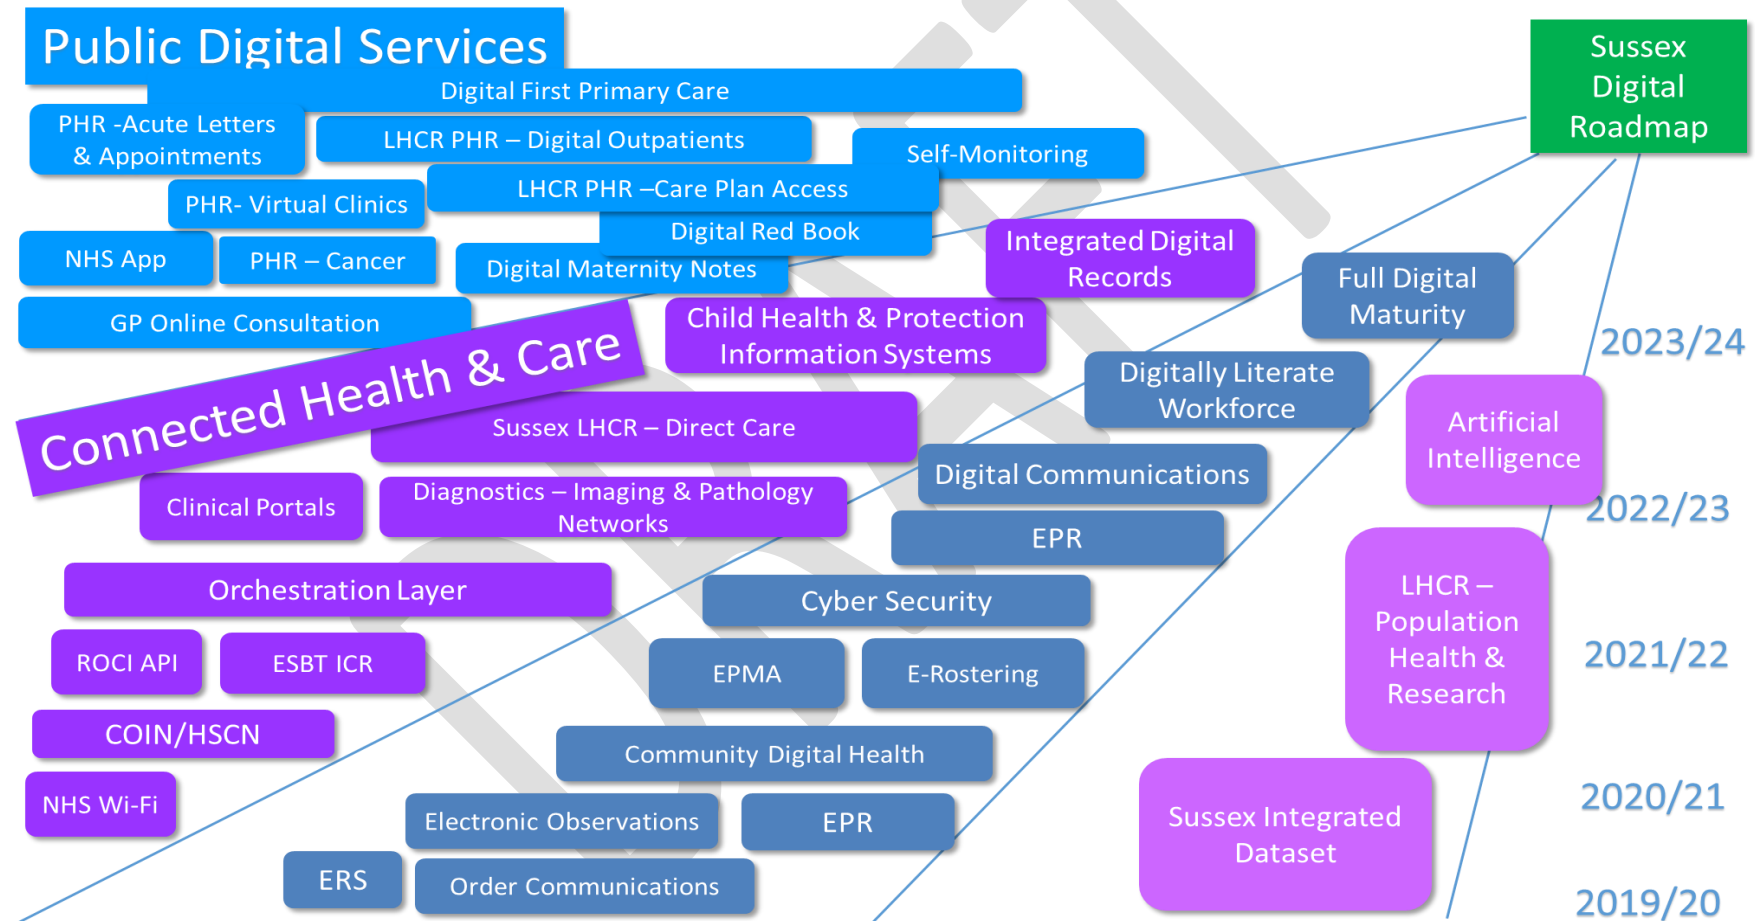 Public Digital Services
Sussex
Digital
Roadmap
Digital First Primary Care
PHR -Acute Letters
& Appointments
LHCR PHR – Digital Outpatients
Self-Monitoring
LHCR PHR –Care Plan Access
PHR- Virtual Clinics
Digital Red Book
NHS App
PHR – Cancer
Digital Maternity Notes
GP Online Consultation
Integrated Digital
Records
Full Digital
Maturity
Child Health & Protection
Information Systems
2023/24
Connected Health & Care
Digitally Literate
Workforce
Artificial
Intelligence
Sussex LHCR – Direct Care
Digital Communications
Clinical Portals
Diagnostics – Imaging & Pathology
Networks
2022/23
EPR
Orchestration Layer
Cyber Security
LHCR –
Population
Health &
Research
ROCI API
ESBT ICR
EPMA
E-Rostering
2021/22
COIN/HSCN
Community Digital Health
NHS Wi-Fi
2020/21
Electronic Observations
EPR
Sussex Integrated
Dataset
ERS
Order Communications
2019/20
DRAFT